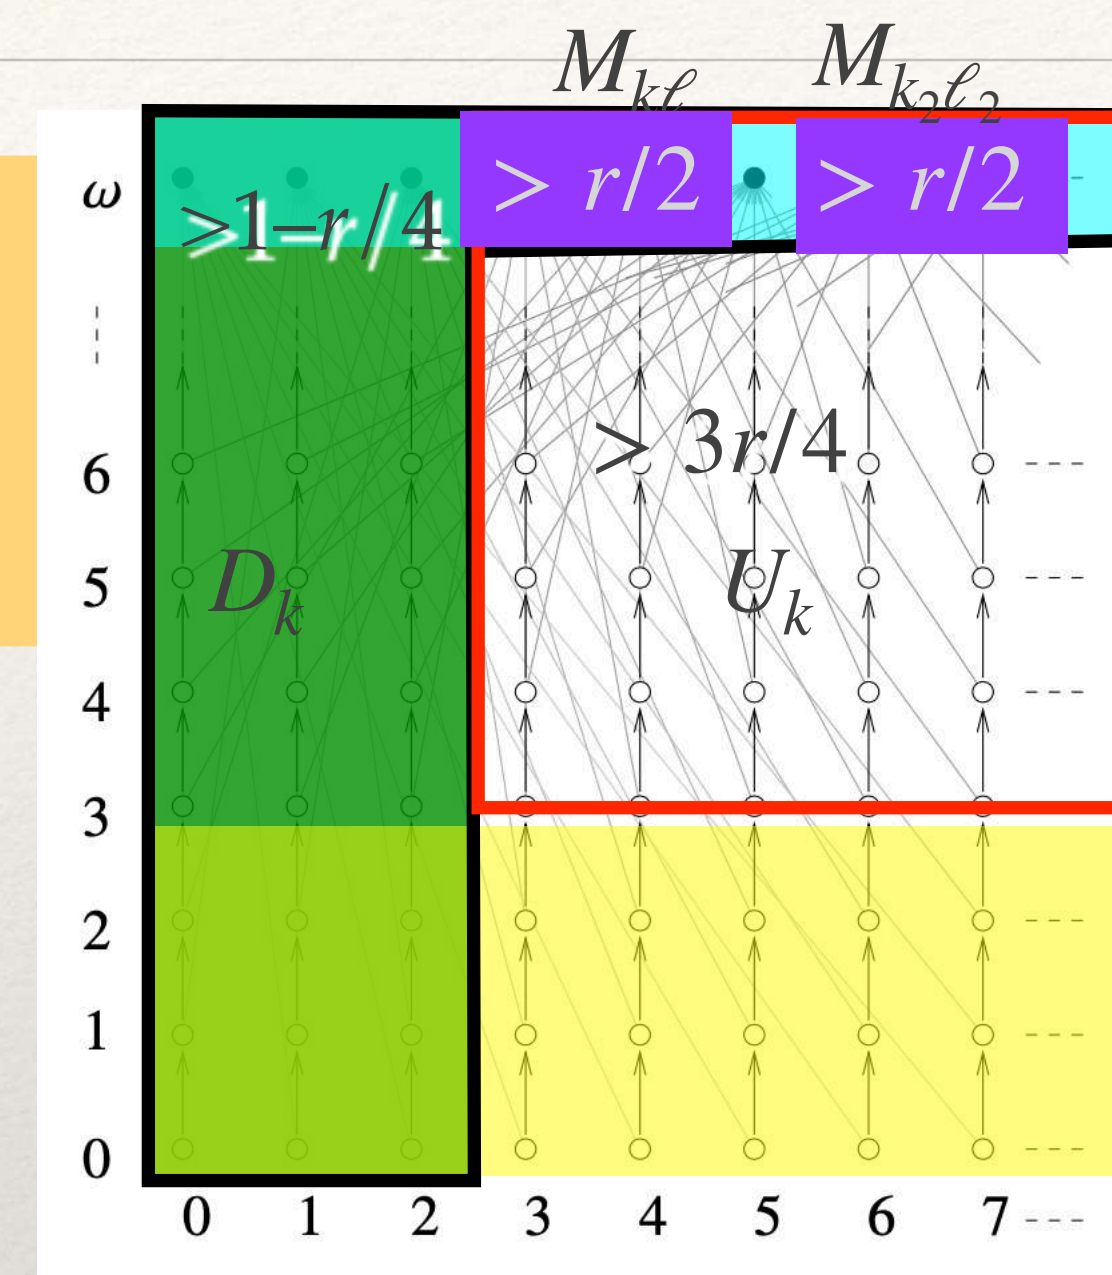 M_{kℓ} M_{k_2ℓ_2}
ω >1–r/4 > r/2 > r/2
6 > 3r/4
5 D_k U_k
4
3
2
1
0
0 1 2 3 4 5 6 7